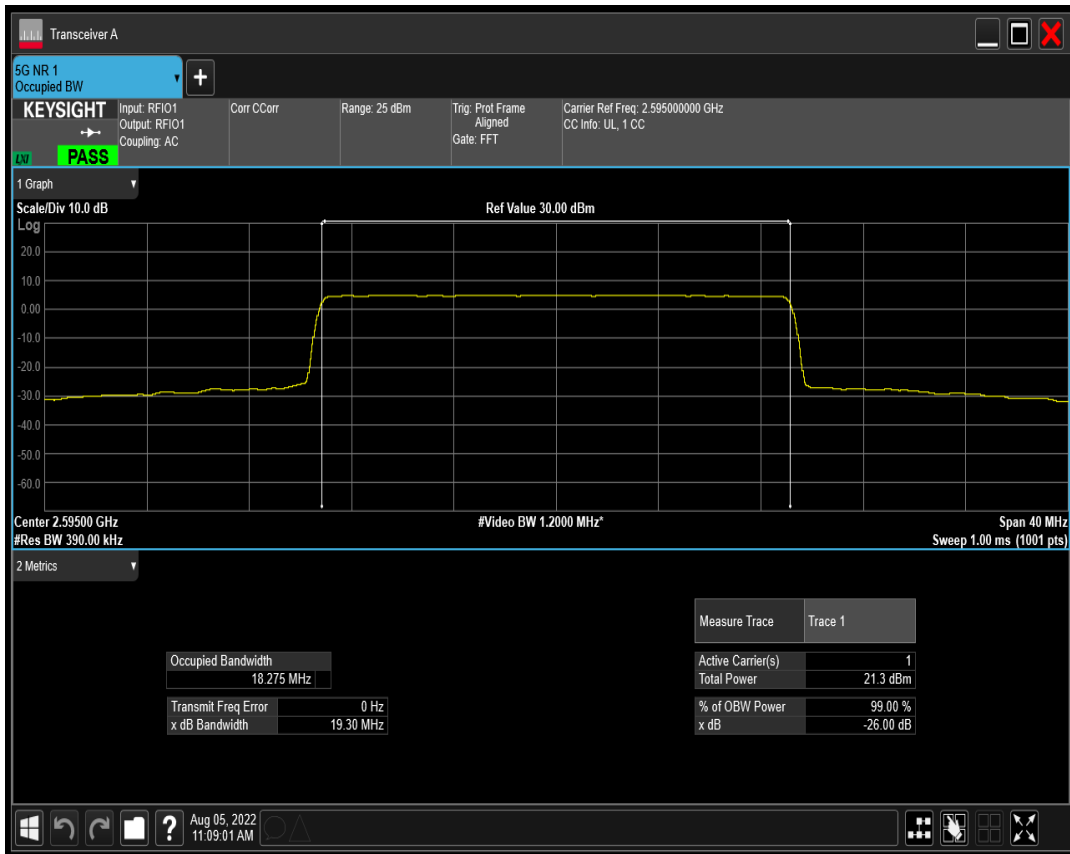 Transceiver A
5G NR 1
Occupied BW
+
KEYSIGHT
LXI
PASS
Input: RFIO1
Output: RFIO1
Coupling: AC
Corr CCorr
Range: 25 dBm
Trig: Prot Frame
Aligned
Gate: FFT
Carrier Ref Freq: 2.595000000 GHz
CC Info: UL, 1 CC
1 Graph
Scale/Div 10.0 dB
Ref Value 30.00 dBm
Log
20.0
10.0
0.00
-10.0
-20.0
-30.0
-40.0
-50.0
-60.0
Center 2.59500 GHz
#Video BW 1.2000 MHz*
Span 40 MHz
#Res BW 390.00 kHz
Sweep 1.00 ms (1001 pts)
2 Metrics
Measure Trace Trace 1
Occupied Bandwidth
18.275 MHz
Active Carrier(s) 1
Total Power 21.3 dBm
Transmit Freq Error 0 Hz
x dB Bandwidth 19.30 MHz
% of OBW Power 99.00 %
x dB -26.00 dB
?
Aug 05, 2022
11:09:01 AM